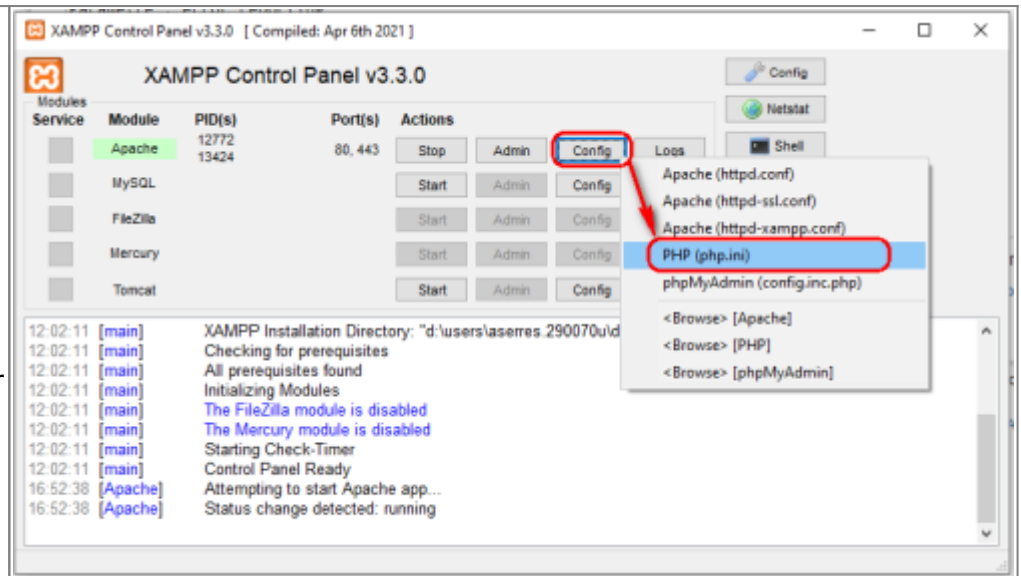 XAMPP Control Panel v3.3.0 [ Compiled: Apr 6th 2021 ]
XAMPP Control Panel v3.3.0
Config
Modules
Netstat
Service Module PID(s) Port(s) Actions
Shell
Apache 12772 80, 443 Stop Admin Config Logs
13424
MySQL Start Admin Config
FileZilla Start Admin Config
Mercury Start Admin Config
Tomcat Start Admin Config
Apache (httpd.conf)
Apache (httpd-ssl.conf)
Apache (httpd-xampp.conf)
PHP (php.ini)
phpMyAdmin (config.inc.php)
<Browse> [Apache]
<Browse> [PHP]
<Browse> [phpMyAdmin]
12:02:11 [main] XAMPP Installation Directory: "d:\users\aserres.290070u\d
12:02:11 [main] Checking for prerequisites
12:02:11 [main] All prerequisites found
12:02:11 [main] Initializing Modules
12:02:11 [main] The FileZilla module is disabled
12:02:11 [main] The Mercury module is disabled
12:02:11 [main] Starting Check-Timer
12:02:11 [main] Control Panel Ready
16:52:38 [Apache] Attempting to start Apache app...
16:52:38 [Apache] Status change detected: running